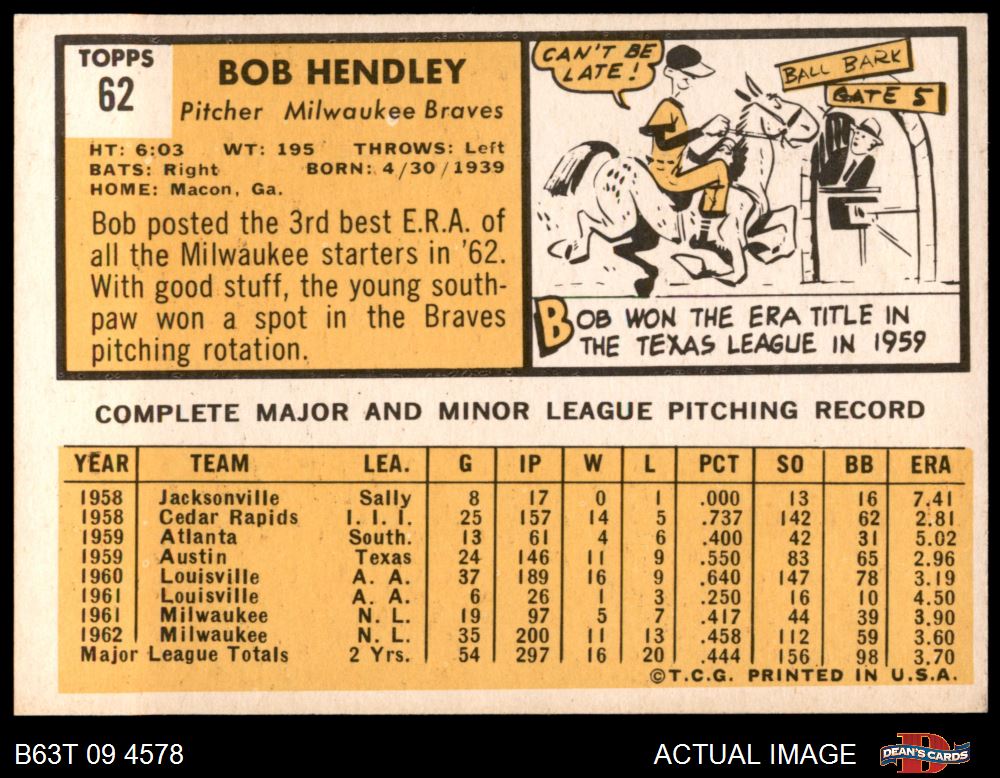 TOPPS
62
BOB HENDLEY
Pitcher Milwaukee Braves
HT: 6:03 WT: 195 THROWS: Left
BATS: Right BORN: 4/30/1939
HOME: Macon, Ga.
Bob posted the 3rd best E.R.A. of
all the Milwaukee starters in '62.
With good stuff, the young south-
paw won a spot in the Braves
pitching rotation.
CAN'T BE
LATE!
BALL BARK
GATE 5
BOB WON THE ERA TITLE IN
THE TEXAS LEAGUE IN 1959
COMPLETE MAJOR AND MINOR LEAGUE PITCHING RECORD
YEAR TEAM LEA. G IP W L PCT SO BB ERA
1958 Jacksonville Sally 8 17 0 1 .000 13 16 7.41
1958 Cedar Rapids I. I. I. 25 157 14 5 .737 142 62 2.81
1959 Atlanta South. 13 61 4 6 .400 42 31 5.02
1959 Austin Texas 24 146 11 9 .550 83 65 2.96
1960 Louisville A. A. 37 189 16 9 .640 147 78 3.19
1961 Louisville A. A. 6 26 1 3 .250 16 10 4.50
1961 Milwaukee N. L. 19 97 5 7 .417 44 39 3.90
1962 Milwaukee N. L. 35 200 11 13 .458 112 59 3.60
Major League Totals 2 Yrs. 54 297 16 20 .444 156 98 3.70
©T.C.G. PRINTED IN U.S.A.
B63T 09 4578
ACTUAL IMAGE
DEAN'S CARDS